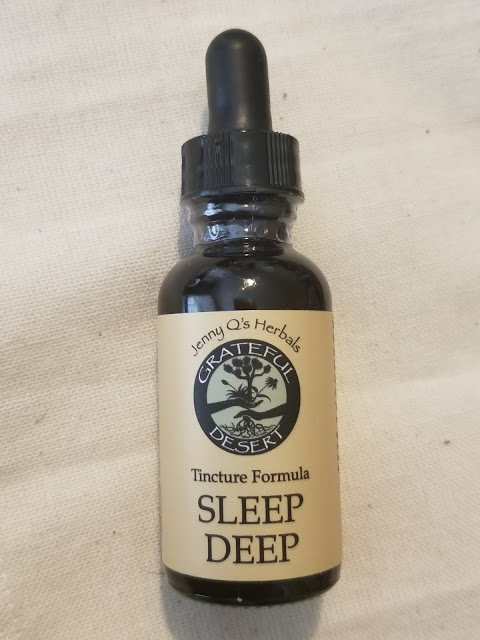 Jenny Q's Herbals
GRATEFUL
DESERT
Tincture Formula
SLEEP
DEEP